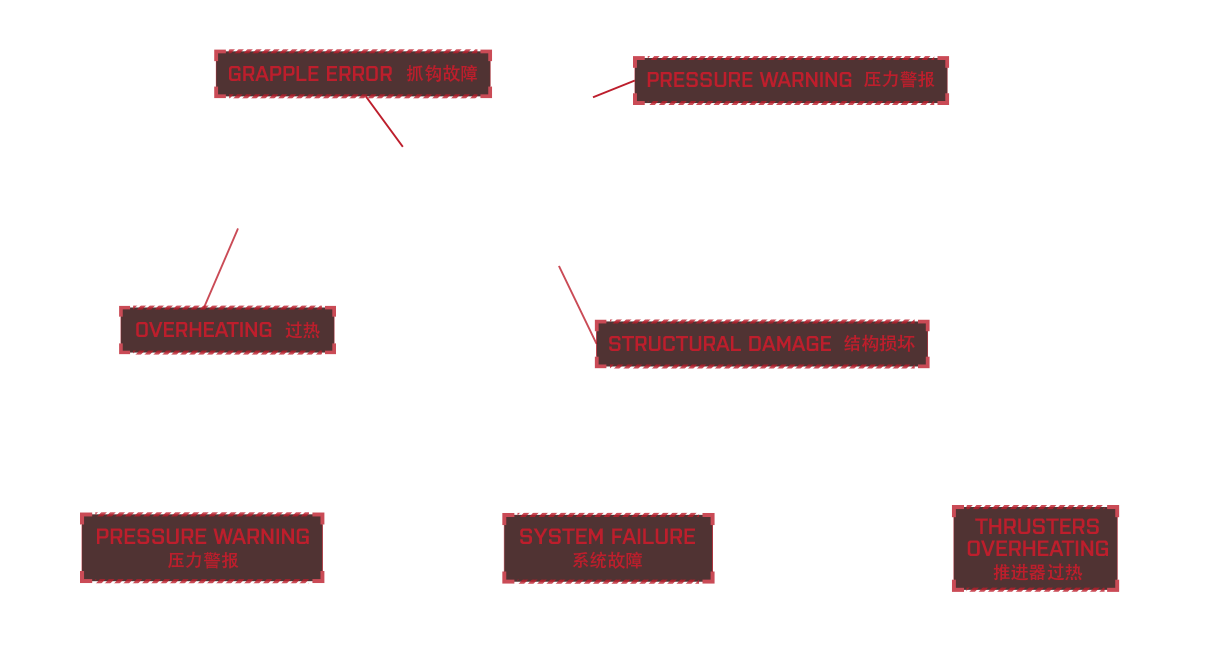 GRAPPLE ERROR 抓钩故障
PRESSURE WARNING 压力警报
OVERHEATING 过热
STRUCTURAL DAMAGE 结构损坏
PRESSURE WARNING
压力警报
SYSTEM FAILURE
系统故障
THRUSTERS
OVERHEATING
推进器过热